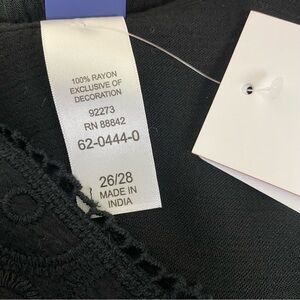 100% RAYON
EXCLUSIVE OF
DECORATION
92273
RN 88842
62-0444-0
26/28
MADE IN
INDIA